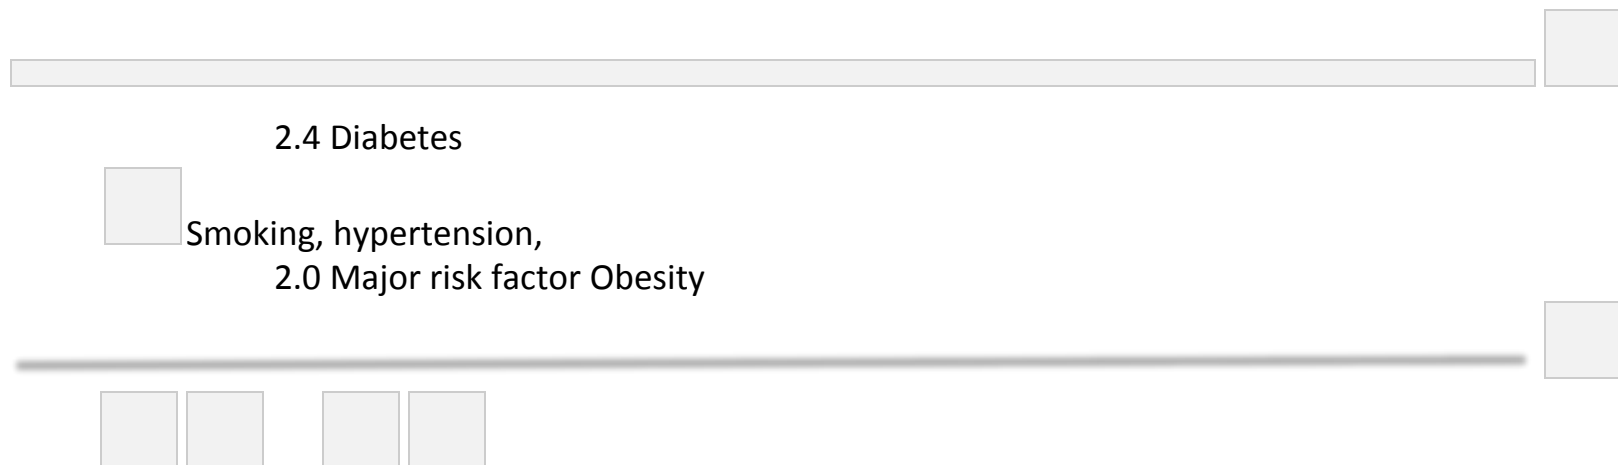 2.4 Diabetes
Smoking, hypertension,
2.0 Major risk factor Obesity